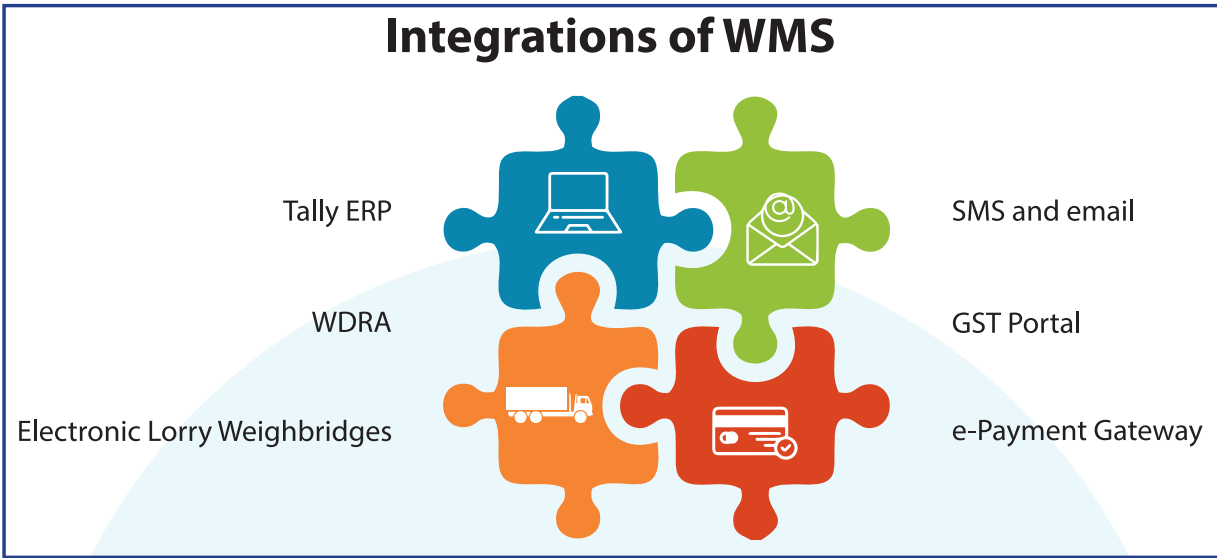 Integrations of WMS
Tally ERP
SMS and email
WDRA
GST Portal
Electronic Lorry Weighbridges
e-Payment Gateway
@